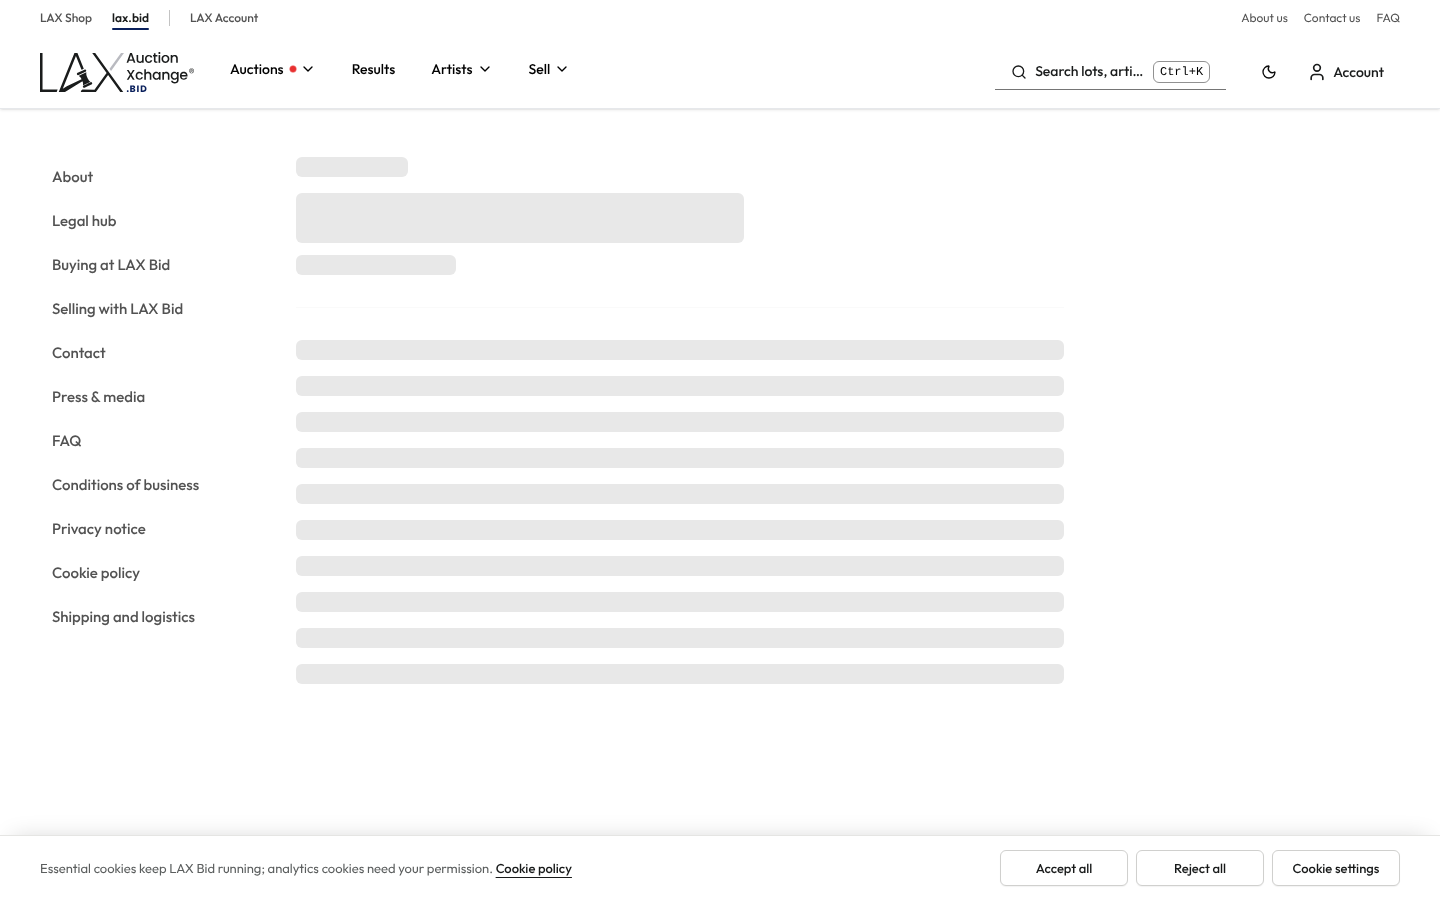 LAX Shop
lax.bid
LAX Account
About us
Contact us
FAQ
LAX Auction
Xchange®
.BID
Auctions
Results
Artists
Sell
Search lots, arti...
Ctrl+K
Account
About
Legal hub
Buying at LAX Bid
Selling with LAX Bid
Contact
Press & media
FAQ
Conditions of business
Privacy notice
Cookie policy
Shipping and logistics
Essential cookies keep LAX Bid running; analytics cookies need your permission. Cookie policy
Accept all
Reject all
Cookie settings